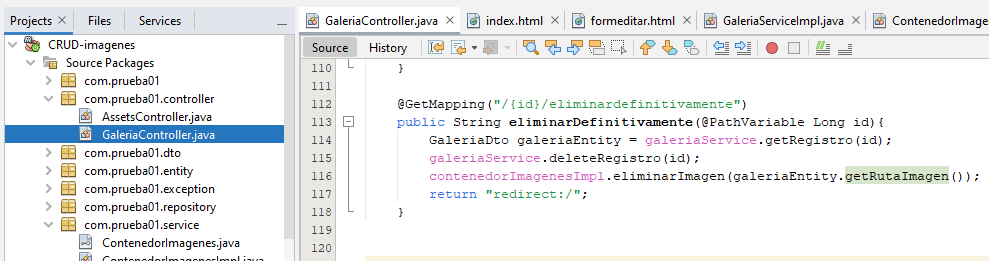 Projects
Files
Services
CRUD-imagenes
Source Packages
com.prueba01
com.prueba01.controller
AssetsController.java
GaleriaController.java
com.prueba01.dto
com.prueba01.entity
com.prueba01.exception
com.prueba01.repository
com.prueba01.service
ContenedorImagenes.java
ContenedorImagenesImpl.java
GaleriaController.java
index.html
formeditar.html
GaleriaServiceImpl.java
ContenedorImagene
Source
History
110 }
111
112 @GetMapping("/{id}/eliminardefinitivamente")
113 public String eliminarDefinitivamente(@PathVariable Long id){
114 GaleriaDto galeriaEntity = galeriaService.getRegistro(id);
115 galeriaService.deleteRegistro(id);
116 contenedorImagenesImpl.eliminarImagen(galeriaEntity.getRutaImagen());
117 return "redirect:/";
118 }
119
120